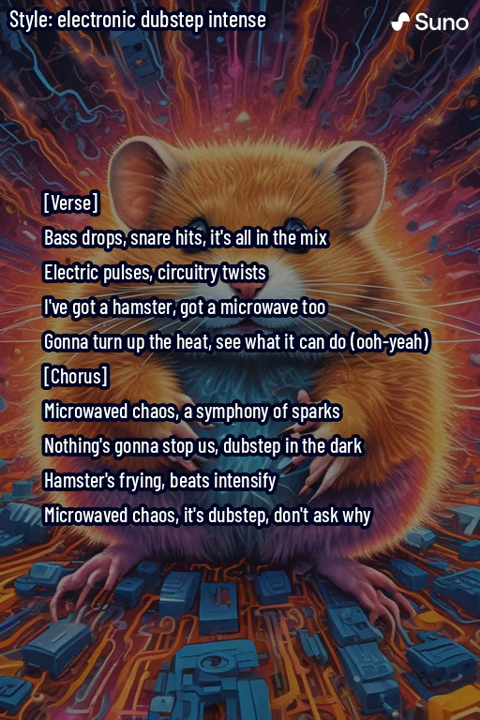 Style: electronic dubstep intense
Suno
[Verse]
Bass drops, snare hits, it's all in the mix
Electric pulses, circuitry twists
I've got a hamster, got a microwave too
Gonna turn up the heat, see what it can do (ooh-yeah)
[Chorus]
Microwaved chaos, a symphony of sparks
Nothing's gonna stop us, dubstep in the dark
Hamster's frying, beats intensify
Microwaved chaos, it's dubstep, don't ask why